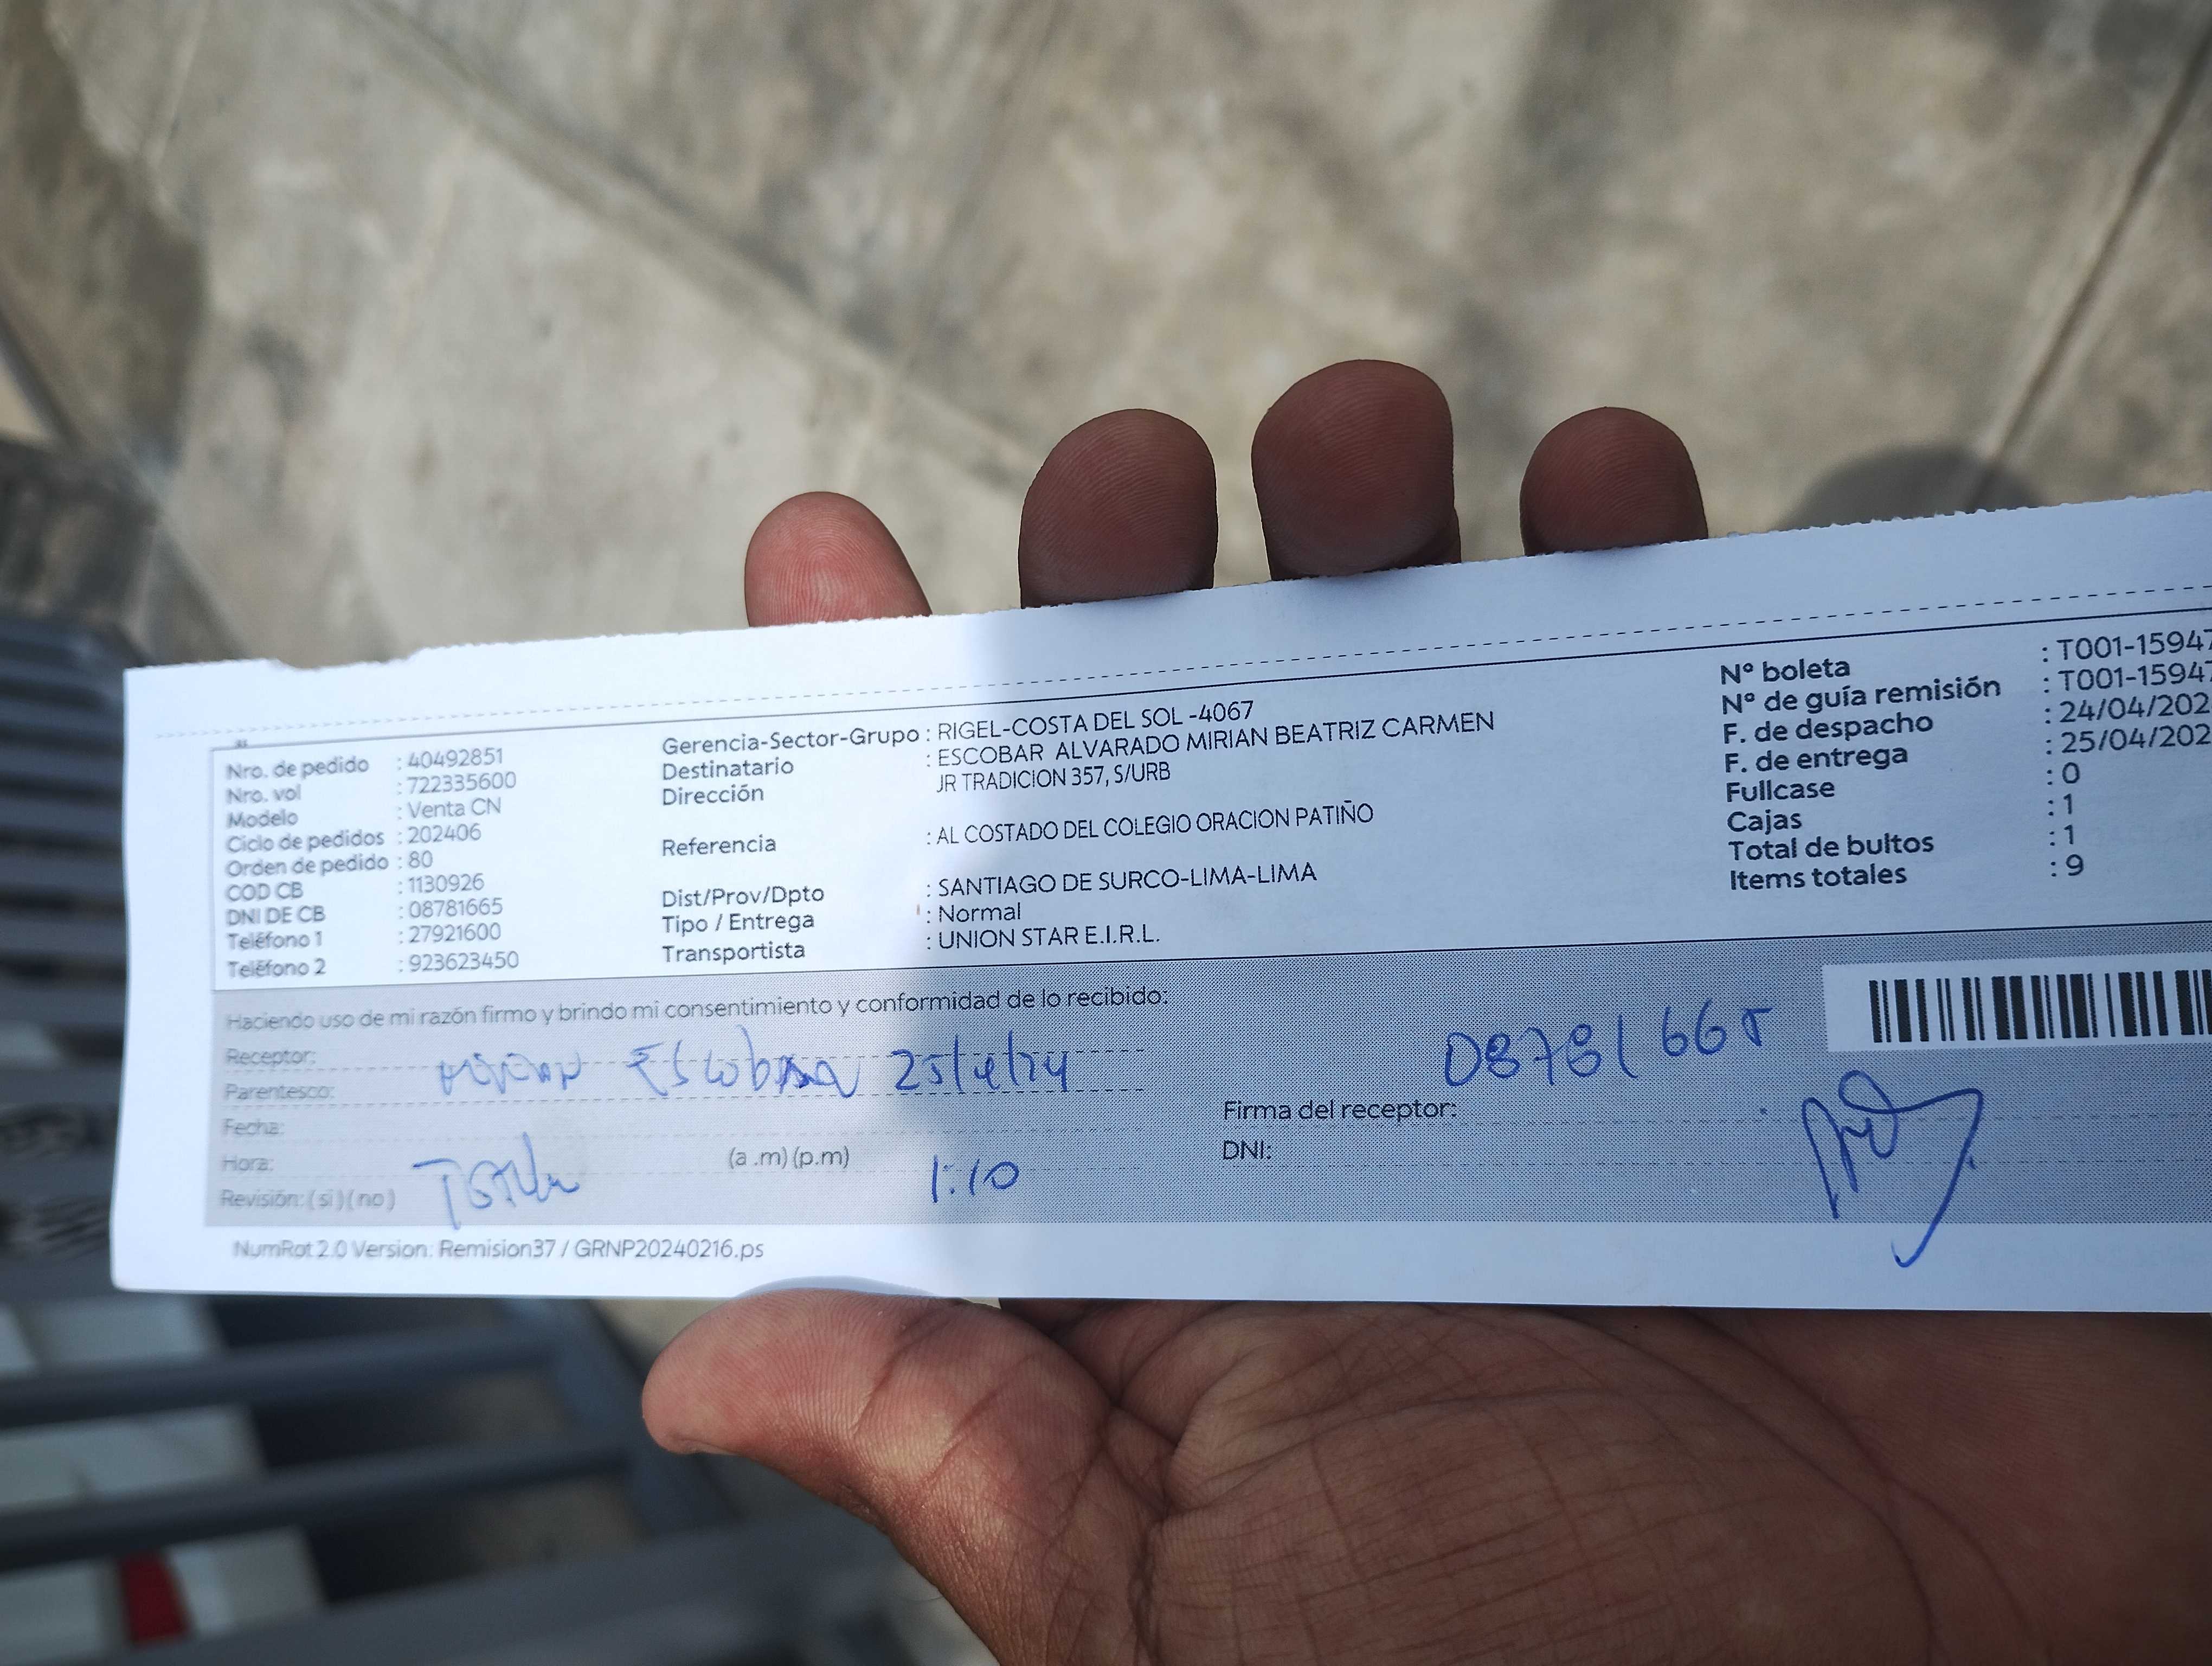 Nro. de pedido : 40492851
Nro. vol : 722335600
Modelo : Venta CN
Ciclo de pedidos : 202406
Orden de pedido : 80
COD CB : 1130926
DNI DE CB : 08781665
Teléfono 1 : 27921600
Teléfono 2 : 923623450
Gerencia-Sector-Grupo : RIGEL-COSTA DEL SOL -4067
Destinatario : ESCOBAR ALVARADO MIRIAN BEATRIZ CARMEN
Dirección JR TRADICION 357, S/URB
Referencia : AL COSTADO DEL COLEGIO ORACION PATIÑO
Dist/Prov/Dpto : SANTIAGO DE SURCO-LIMA-LIMA
Tipo / Entrega : Normal
Transportista : UNION STAR E.I.R.L.
N° boleta : T001-15947
N° de guía remisión : T001-15947
F. de despacho : 24/04/202
F. de entrega : 25/04/202
Fullcase : 0
Cajas : 1
Total de bultos : 1
Items totales : 9
Haciendo uso de mi razón firmo y brindo mi consentimiento y conformidad de lo recibido:
Receptor:
Parentesco: Escobar 25/4/24
Fecha:
Hora: (a .m) (p.m) 1:10
Revisión: ( si ) ( no )
08781665
Firma del receptor:
DNI:
NumRot 2.0 Version: Remision37 / GRNP20240216.ps